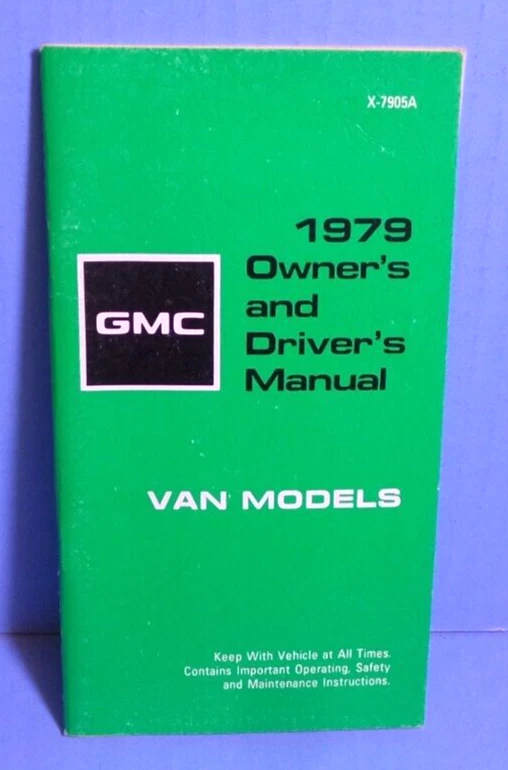 X-7905A
1979
Owner's
and
Driver's
Manual
GMC
VAN MODELS
Keep With Vehicle at All Times.
Contains Important Operating, Safety
and Maintenance Instructions.